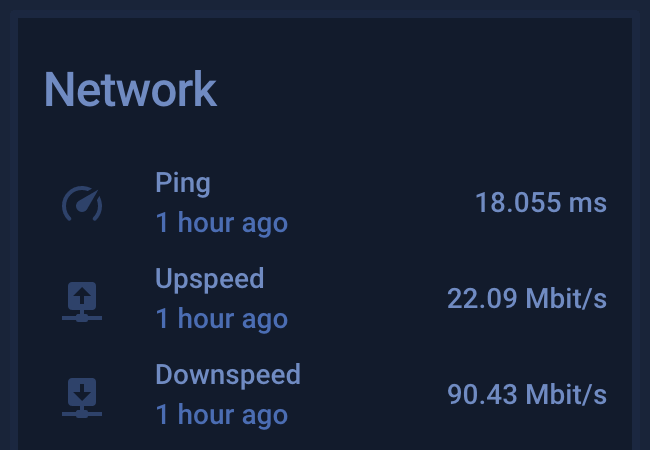 Network
Ping
1 hour ago
18.055 ms
Upspeed
1 hour ago
22.09 Mbit/s
Downspeed
1 hour ago
90.43 Mbit/s